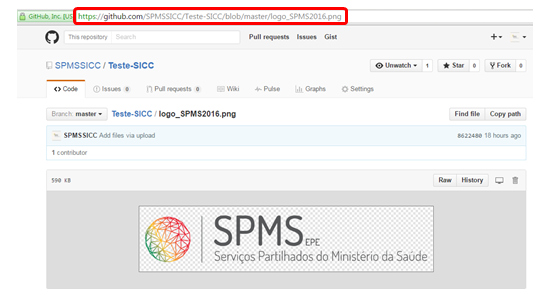 GitHub, Inc. [US] https://github.com/SPMSSICC/Teste-SICC/blob/master/logo_SPMS2016.png
This repository Search Pull requests Issues Gist
SPMSSICC / Teste-SICC Unwatch 1 Star 0 Fork 0
Code Issues 0 Pull requests 0 Wiki Pulse Graphs Settings
Branch: master Teste-SICC / logo_SPMS2016.png Find file Copy path
SPMSSICC Add files via upload 8622480 18 hours ago
1 contributor
590 KB Raw History
SPMS EPE
Serviços Partilhados do Ministério da Saúde